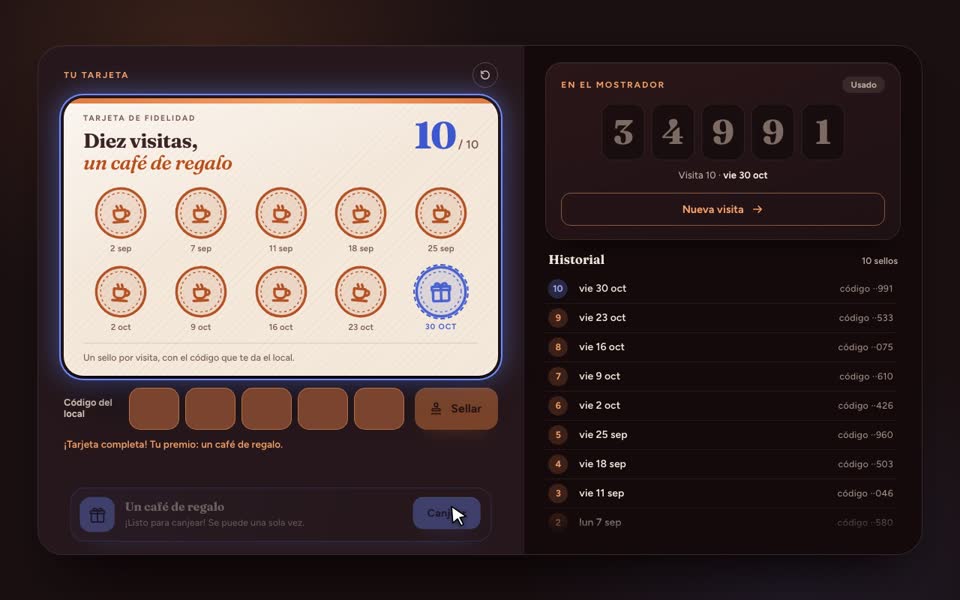 TU TARJETA
TARJETA DE FIDELIDAD
Diez visitas,
un café de regalo
10 / 10
2 sep
7 sep
11 sep
18 sep
25 sep
2 oct
9 oct
16 oct
23 oct
30 OCT
Un sello por visita, con el código que te da el local.
Código del
local
Sellar
¡Tarjeta completa! Tu premio: un café de regalo.
Un café de regalo
¡Listo para canjear! Se puede una sola vez.
EN EL MOSTRADOR
Usado
3 4 9 9 1
Visita 10 · vie 30 oct
Nueva visita →
Historial
10 sellos
10 vie 30 oct código ··991
9 vie 23 oct código ··533
8 vie 16 oct código ··075
7 vie 9 oct código ··610
6 vie 2 oct código ··426
5 vie 25 sep código ··960
4 vie 18 sep código ··503
3 vie 11 sep código ··046
2 lun 7 sep código ··580